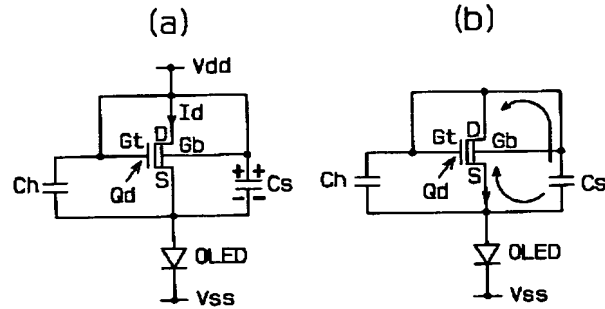 (a)
Vdd
D
Id
Gt
Gb
S
Ch
Qd
+ +
- -
Cs
OLED
Vss
(b)
D
Gt
Gb
S
Ch
Qd
Cs
OLED
Vss